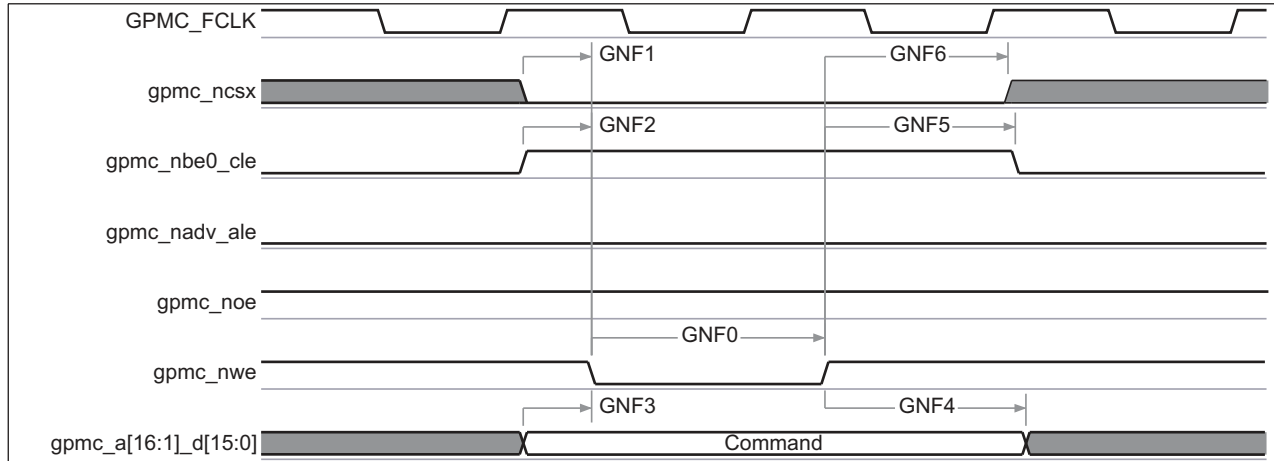 GPMC_FCLK
GNF1
GNF6
gpmc_ncsx
GNF2
GNF5
gpmc_nbe0_cle
gpmc_nadv_ale
gpmc_noe
GNF0
gpmc_nwe
GNF3
GNF4
gpmc_a[16:1]_d[15:0]
Command